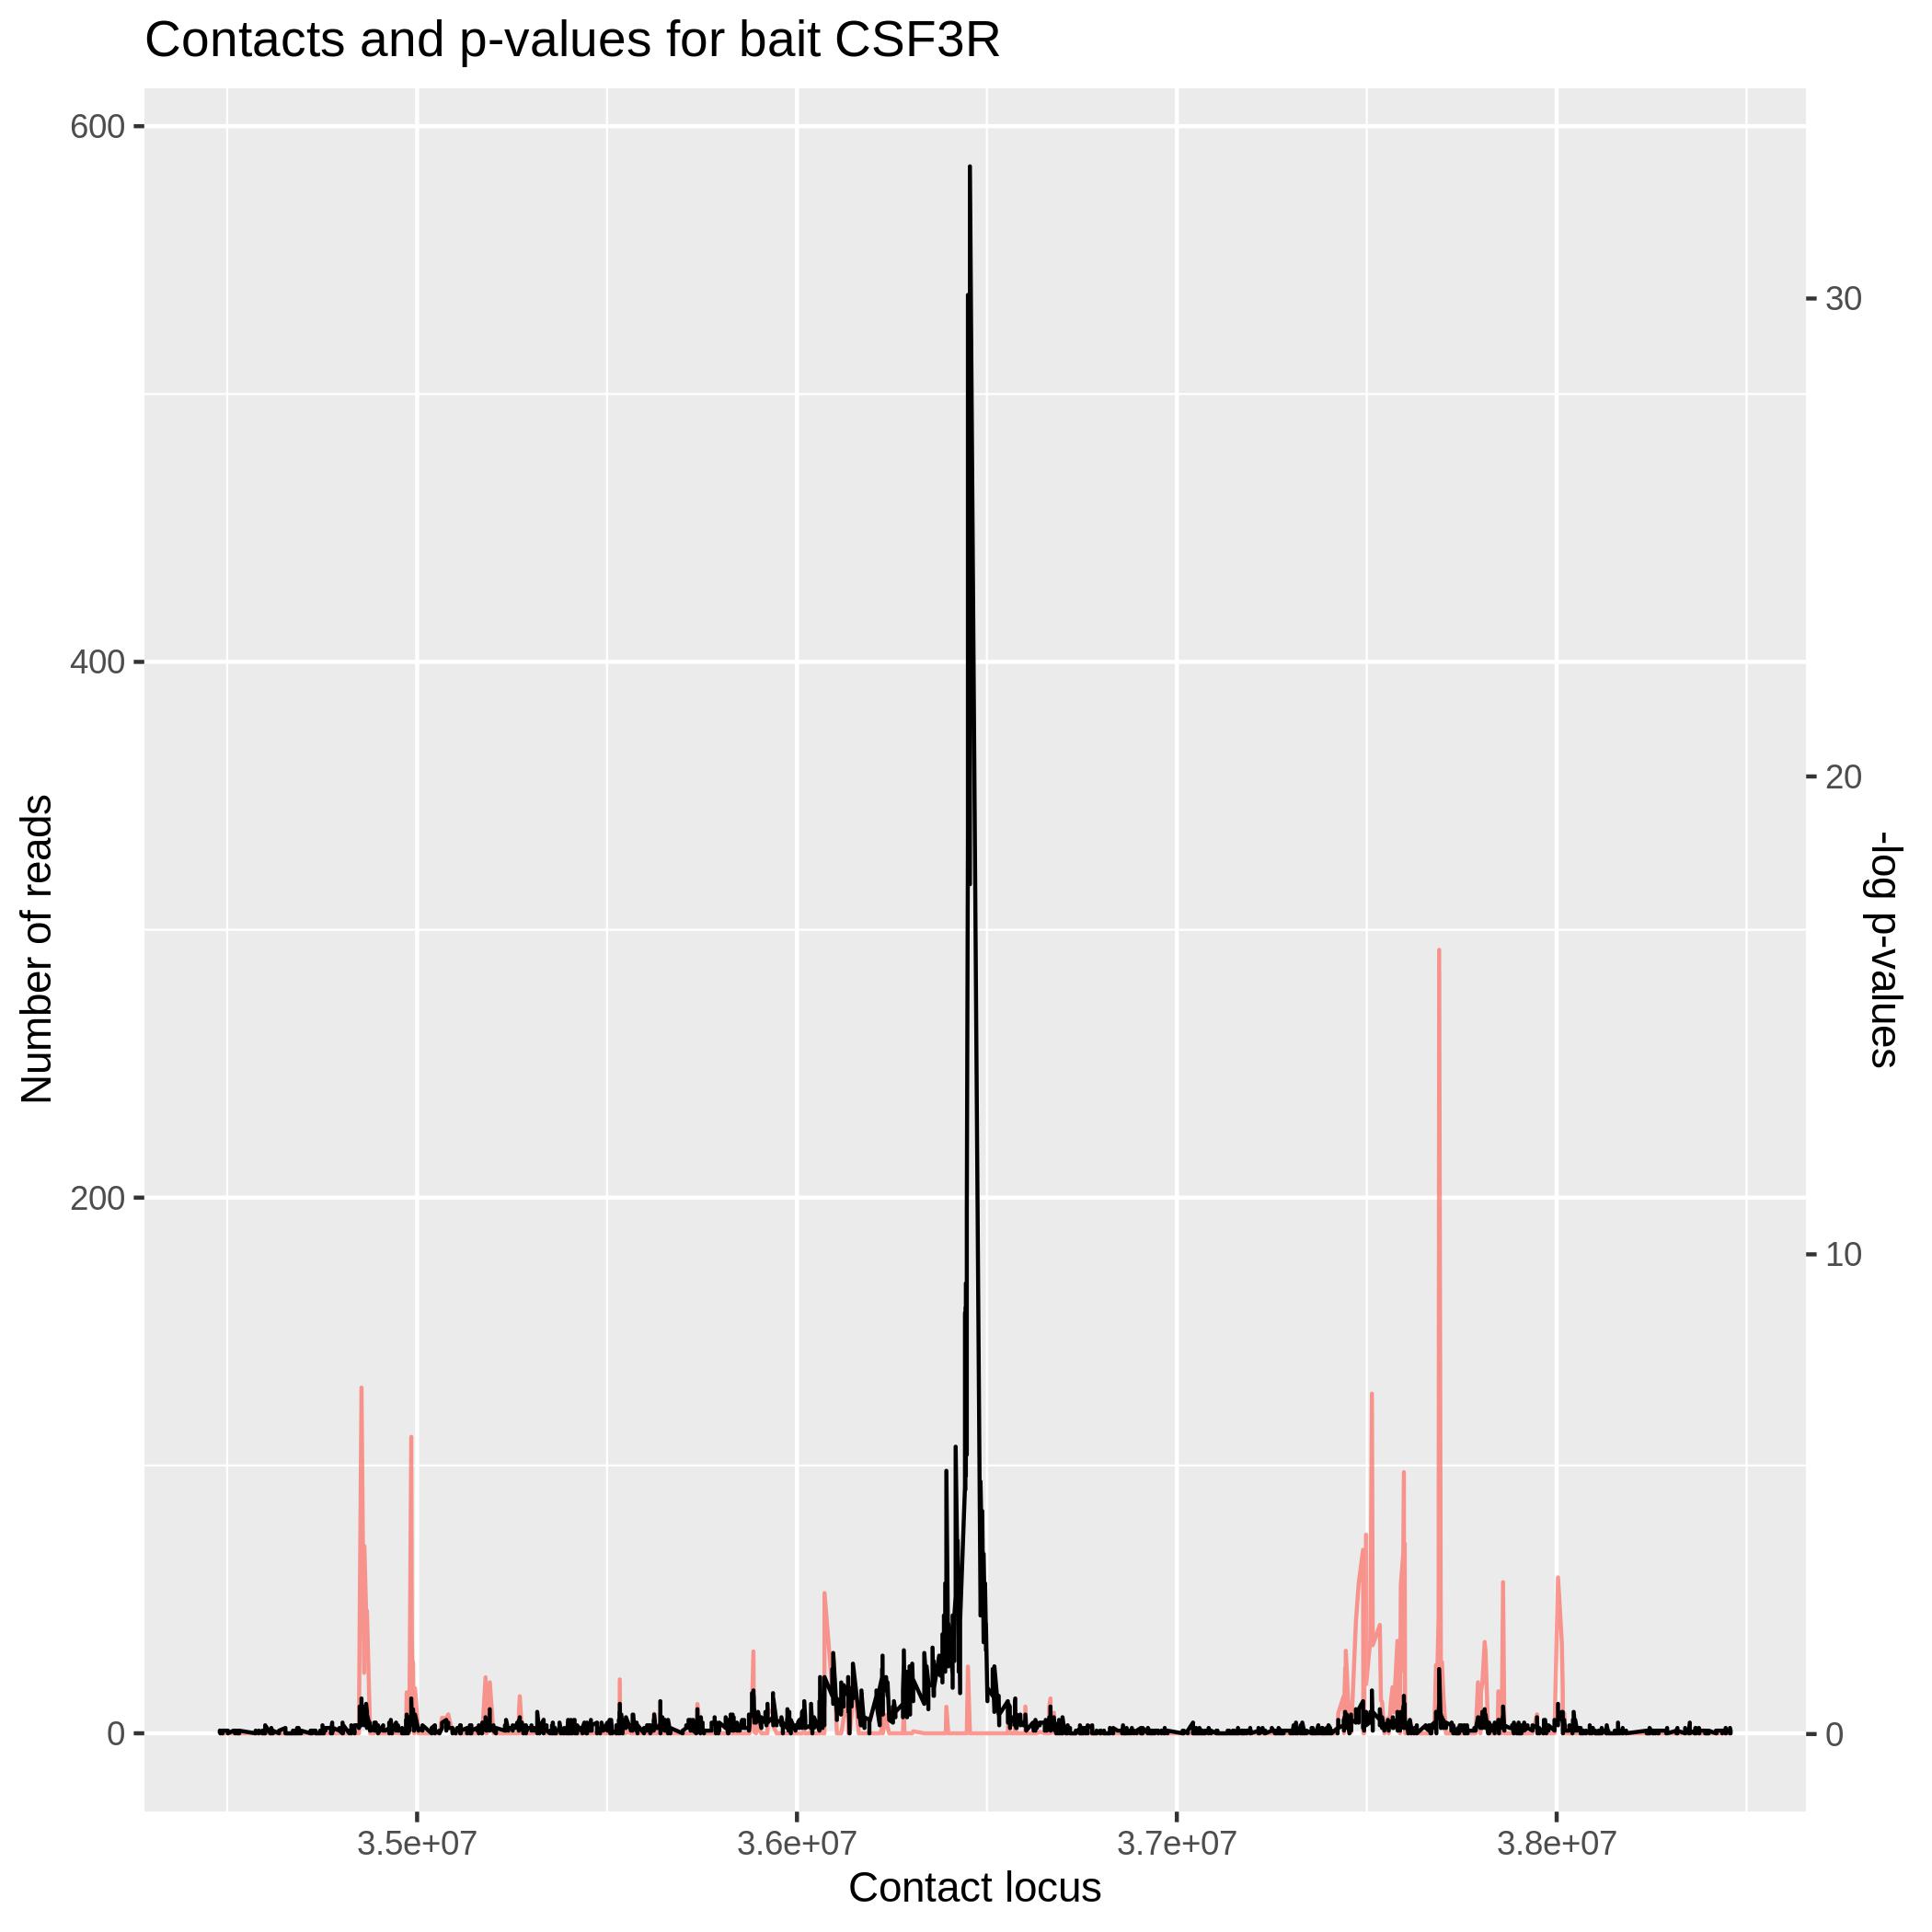 Contacts and p-values for bait CSF3R
600
400
200
0
Number of reads
30
20
10
0
-log p-values
3.5e+07
3.6e+07
3.7e+07
3.8e+07
Contact locus